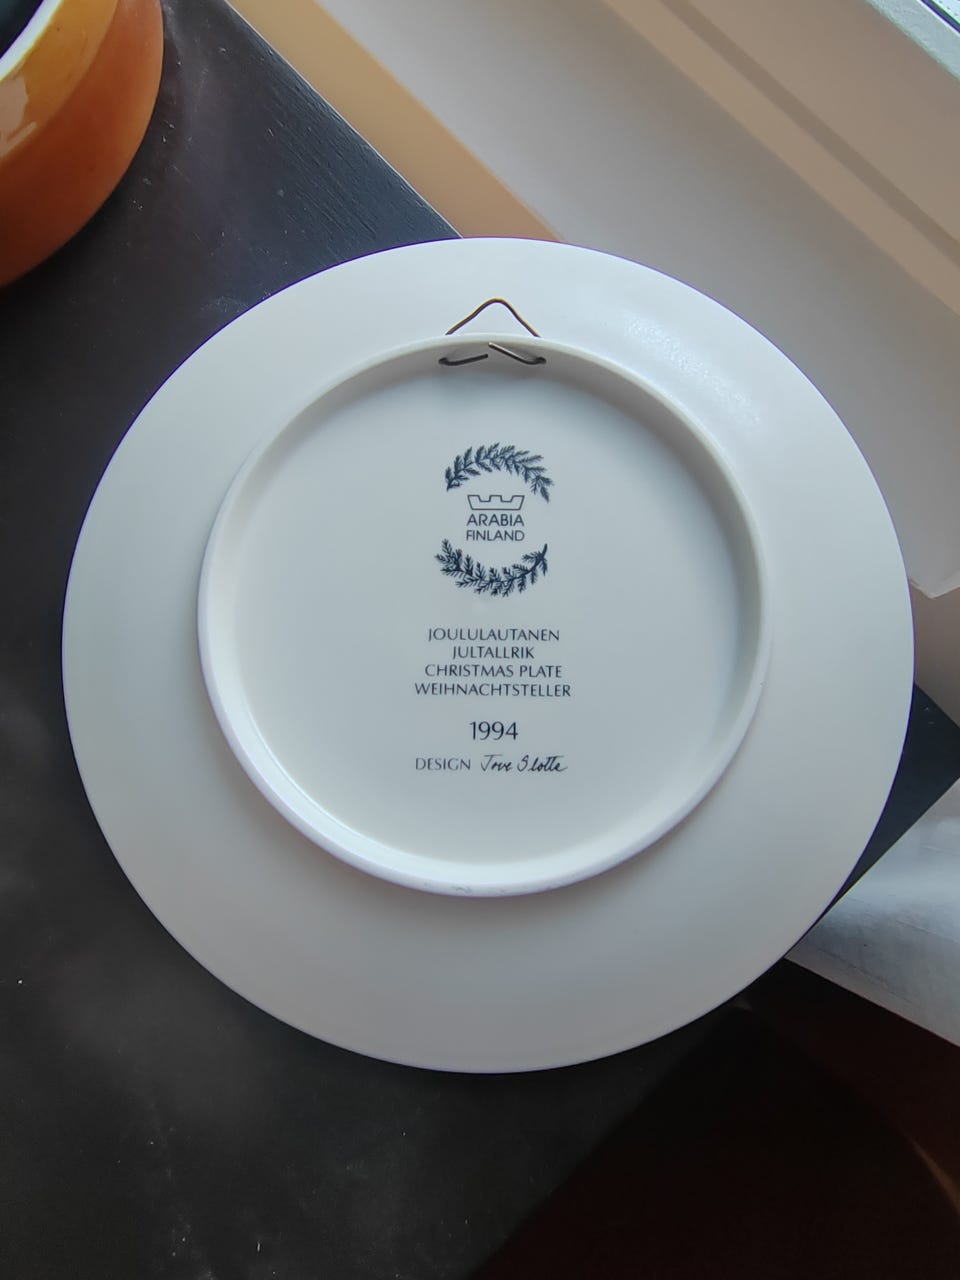 ARABIA
FINLAND
JOULULAUTANEN
JULTALLRIK
CHRISTMAS PLATE
WEIHNACHTSTELLER
1994
DESIGN Tove Slotte